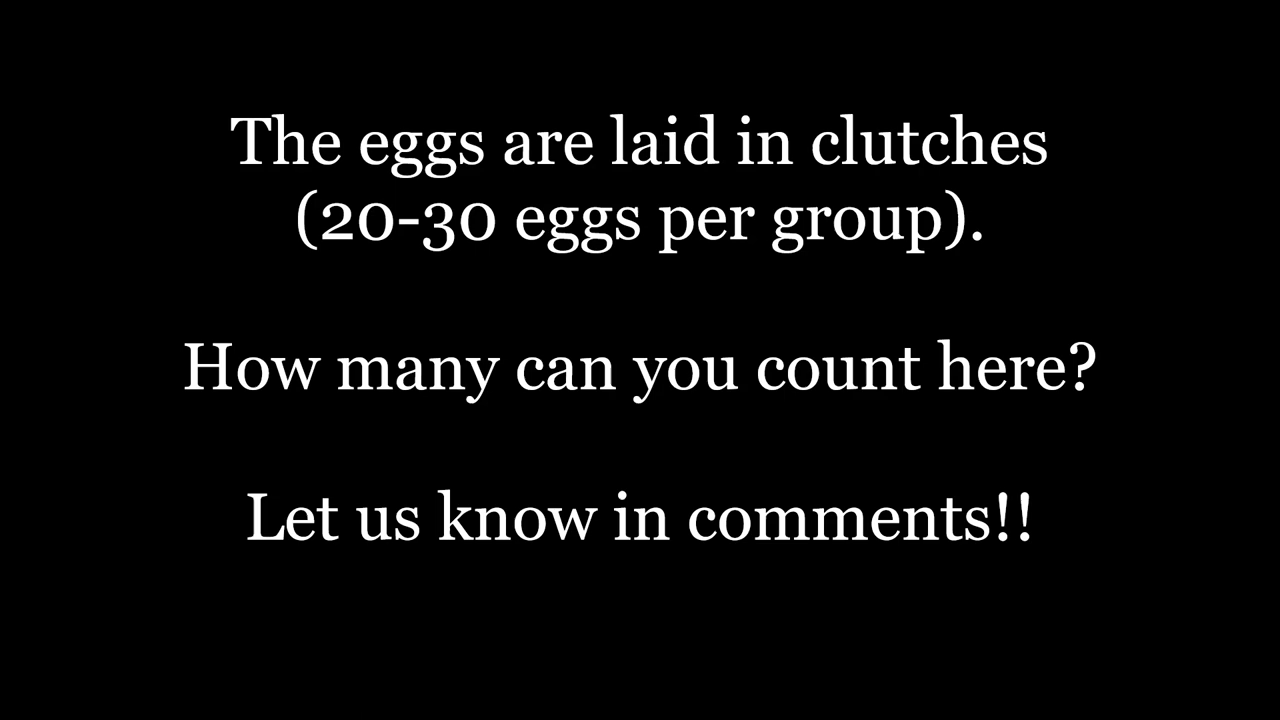 The eggs are laid in clutches
(20-30 eggs per group).
How many can you count here?
Let us know in comments!!